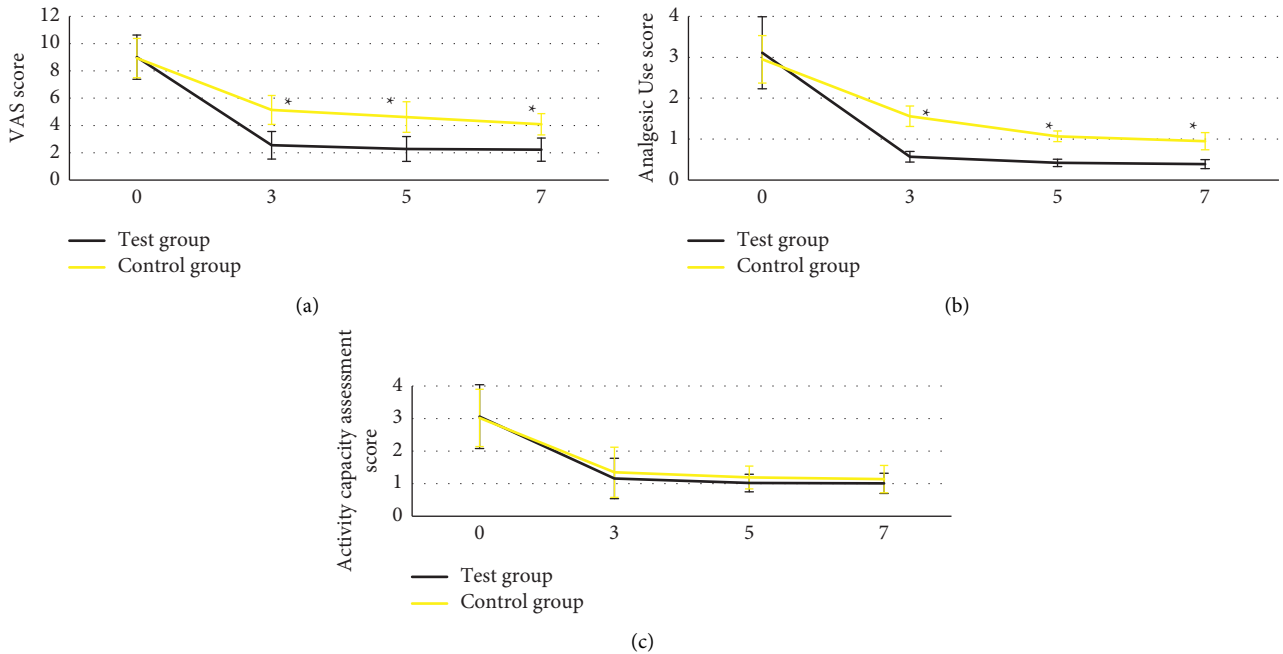 VAS score
12
10
8
6
4
2
0
*
*
*
0 3 5 7
Test group
Control group
(a)
Analgesic Use score
4
3
2
1
0
*
*
*
0 3 5 7
Test group
Control group
(b)
Activity capacity assessment
score
4
3
2
1
0
0 3 5 7
Test group
Control group
(c)